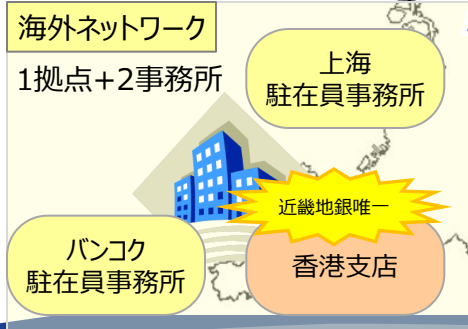 海外ネットワーク
1拠点+2事務所
上海
駐在員事務所
近畿地銀唯一
バンコク
駐在員事務所
香港支店